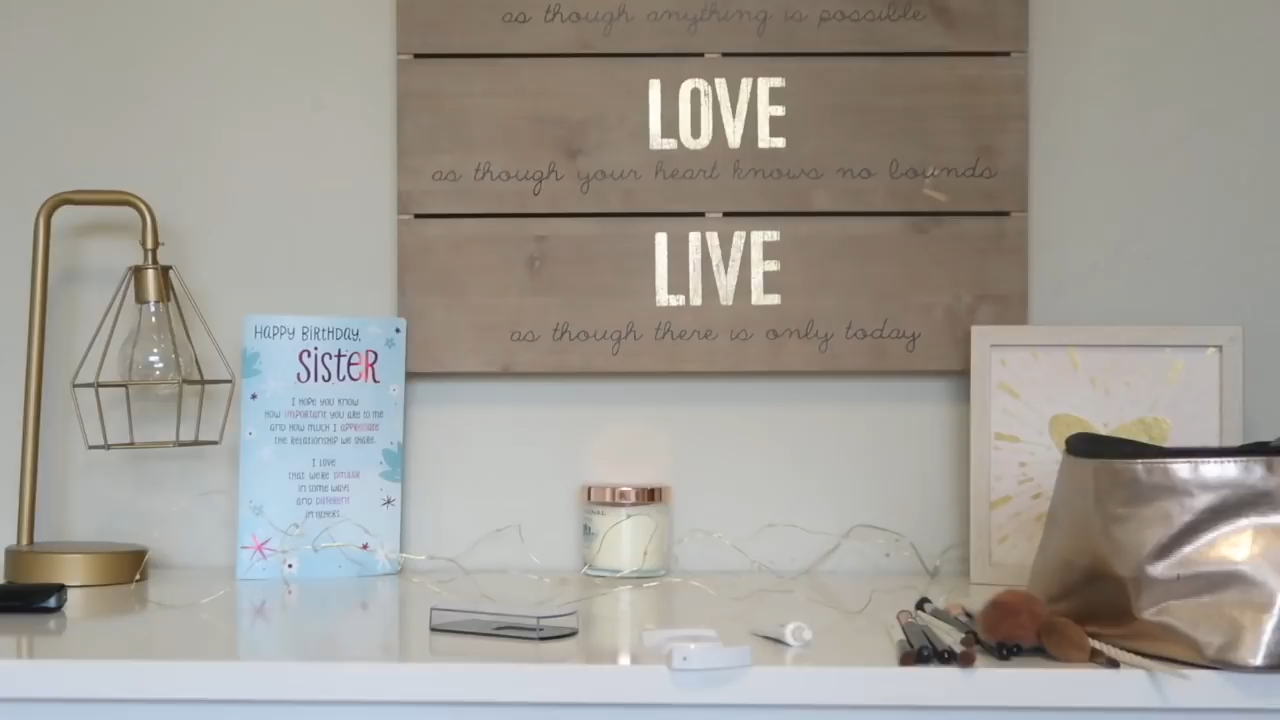 as though anything is possible
LOVE
as though your heart knows no bounds
LIVE
as though there is only today
HAPPY BIRTHDAY,
SISTER
I HOPE YOU KNOW
HOW IMPORTANT YOU ARE TO ME
AND HOW MUCH I APPRECIATE
THE RELATIONSHIP WE SHARE.
I LOVE
THAT WE'RE SIMILAR
IN SOME WAYS
AND DIFFERENT
IN OTHERS.